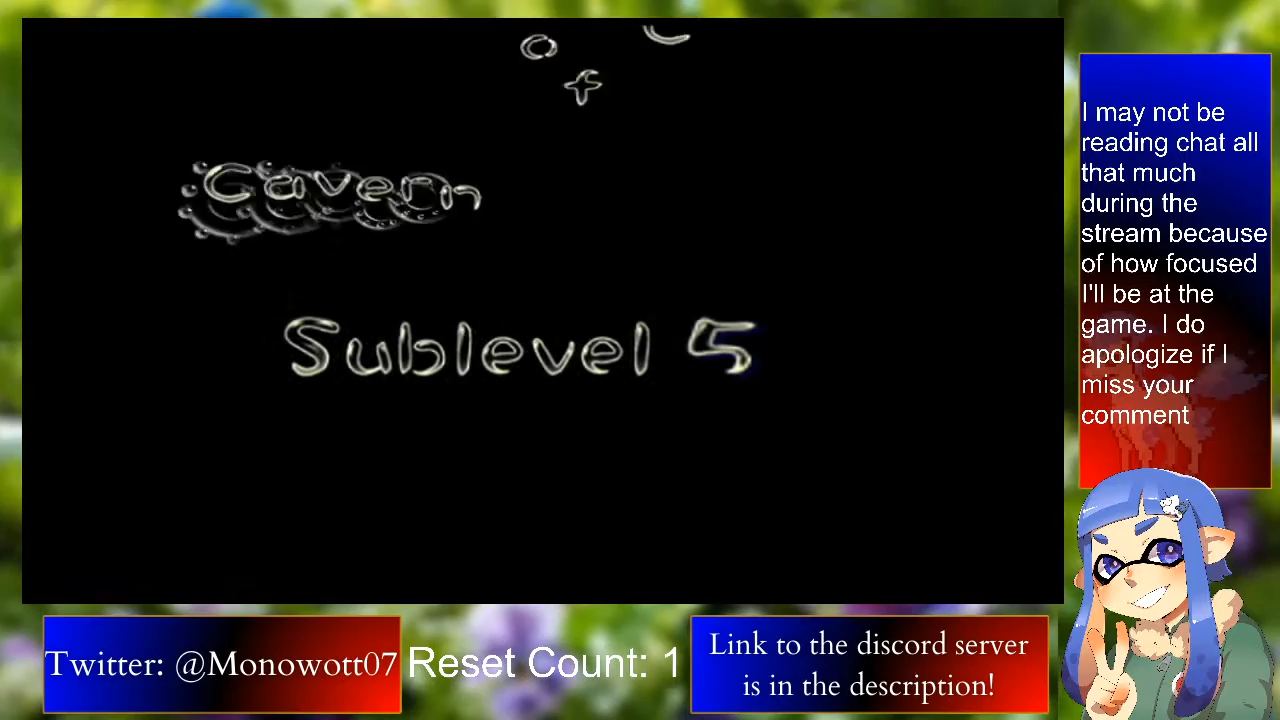 Cavern
of
Sublevel 5
I may not be
reading chat all
that much
during the
stream because
of how focused
I'll be at the
game. I do
apologize if I
miss your
comment
Twitter: @Monowott07
Reset Count: 1
Link to the discord server
is in the description!